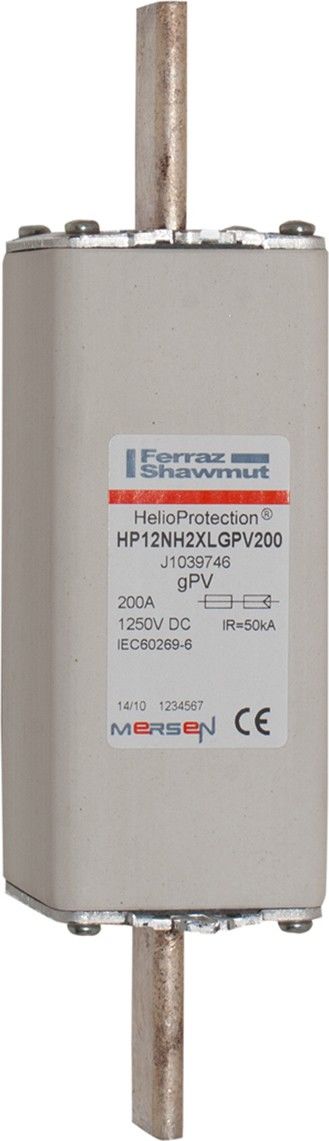 Ferraz
Shawmut
HelioProtection®
HP12NH2XLGPV200
J1039746
gPV
200A
1250V DC IR=50kA
IEC60269-6
14/10 1234567
MERSEN CE